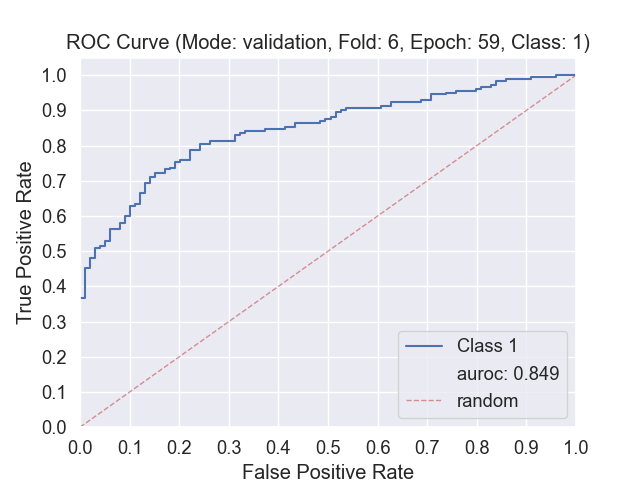 ROC Curve (Mode: validation, Fold: 6, Epoch: 59, Class: 1)
True Positive Rate
1.0
0.9
0.8
0.7
0.6
0.5
0.4
0.3
0.2
0.1
0.0
Class 1
auroc: 0.849
random
0.0 0.1 0.2 0.3 0.4 0.5 0.6 0.7 0.8 0.9 1.0
False Positive Rate